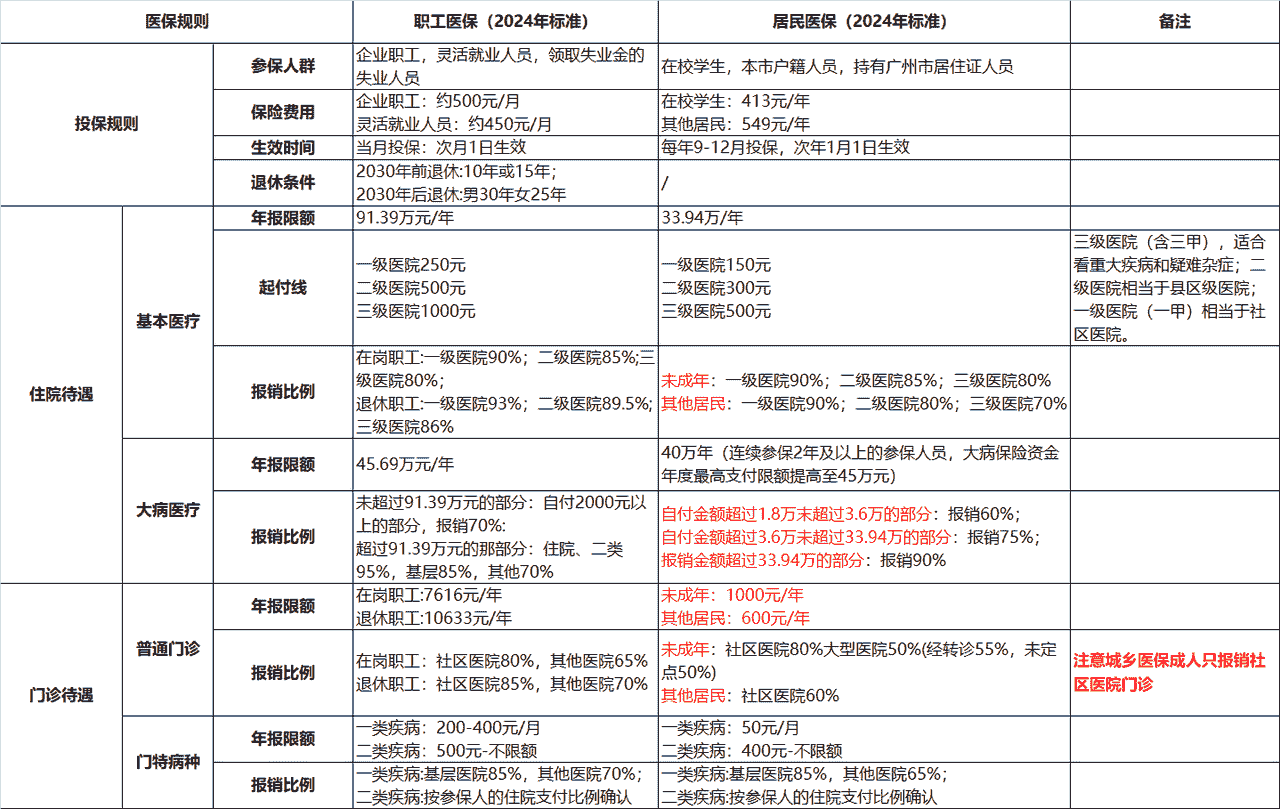 医保规则
职工医保（2024年标准）
居民医保（2024年标准）
备注
投保规则
参保人群
企业职工，灵活就业人员，领取失业金的
失业人员
在校学生，本市户籍人员，持有广州市居住证人员
保险费用
企业职工：约500元/月
灵活就业人员：约450元/月
在校学生：413元/年
其他居民：549元/年
生效时间
当月投保：次月1日生效
每年9-12月投保，次年1月1日生效
退休条件
2030年前退休:10年或15年；
2030年后退休:男30年女25年
/
住院待遇
基本医疗
年报限额
91.39万元/年
33.94万/年
起付线
一级医院250元
二级医院500元
三级医院1000元
一级医院150元
二级医院300元
三级医院500元
三级医院（含三甲），适合
看重大疾病和疑难杂症；二
级医院相当于县区级医院；
一级医院（一甲）相当于社
区医院。
报销比例
在岗职工:一级医院90%；二级医院85%;三
级医院80%；
退休职工:一级医院93%；二级医院89.5%;
三级医院86%
未成年：一级医院90%；二级医院85%；三级医院80%
其他居民：一级医院90%；二级医院80%；三级医院70%
大病医疗
年报限额
45.69万元/年
40万年（连续参保2年及以上的参保人员，大病保险资金
年度最高支付限额提高至45万元）
报销比例
未超过91.39万元的部分：自付2000元以
上的部分，报销70%:
超过91.39万元的那部分：住院、二类
95%，基层85%，其他70%
自付金额超过1.8万未超过3.6万的部分：报销60%；
自付金额超过3.6万未超过33.94万的部分：报销75%；
报销金额超过33.94万的部分：报销90%
门诊待遇
普通门诊
年报限额
在岗职工:7616元/年
退休职工:10633元/年
未成年：1000元/年
其他居民：600元/年
报销比例
在岗职工：社区医院80%，其他医院65%
退休职工：社区医院85%，其他医院70%
未成年：社区医院80%大型医院50%(经转诊55%，未定
点50%)
其他居民：社区医院60%
注意城乡医保成人只报销社
区医院门诊
门特病种
年报限额
一类疾病：200-400元/月
二类疾病：500元-不限额
一类疾病：50元/月
二类疾病：400元-不限额
报销比例
一类疾病:基层医院85%，其他医院70%；
二类疾病:按参保人的住院支付比例确认
一类疾病:基层医院85%，其他医院65%；
二类疾病:按参保人的住院支付比例确认